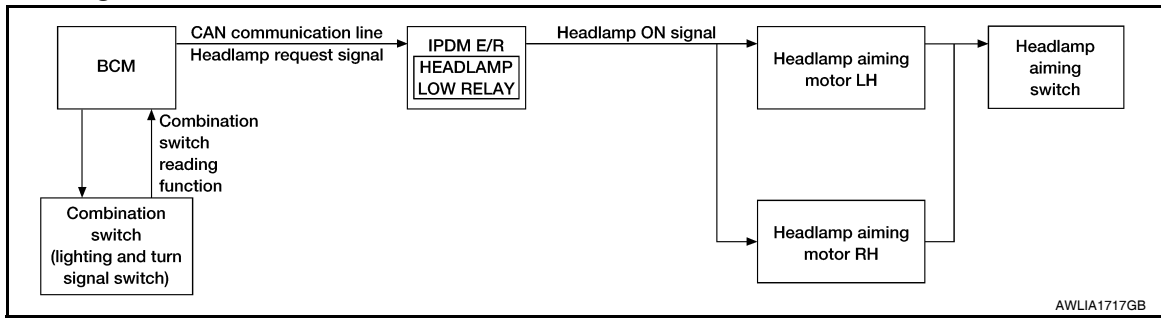 BCM
CAN communication line
Headlamp request signal
IPDM E/R
HEADLAMP
LOW RELAY
Headlamp ON signal
Headlamp aiming
motor LH
Headlamp
aiming
switch
Combination
switch
reading
function
Combination
switch
(lighting and turn
signal switch)
Headlamp aiming
motor RH
AWLIA1717GB